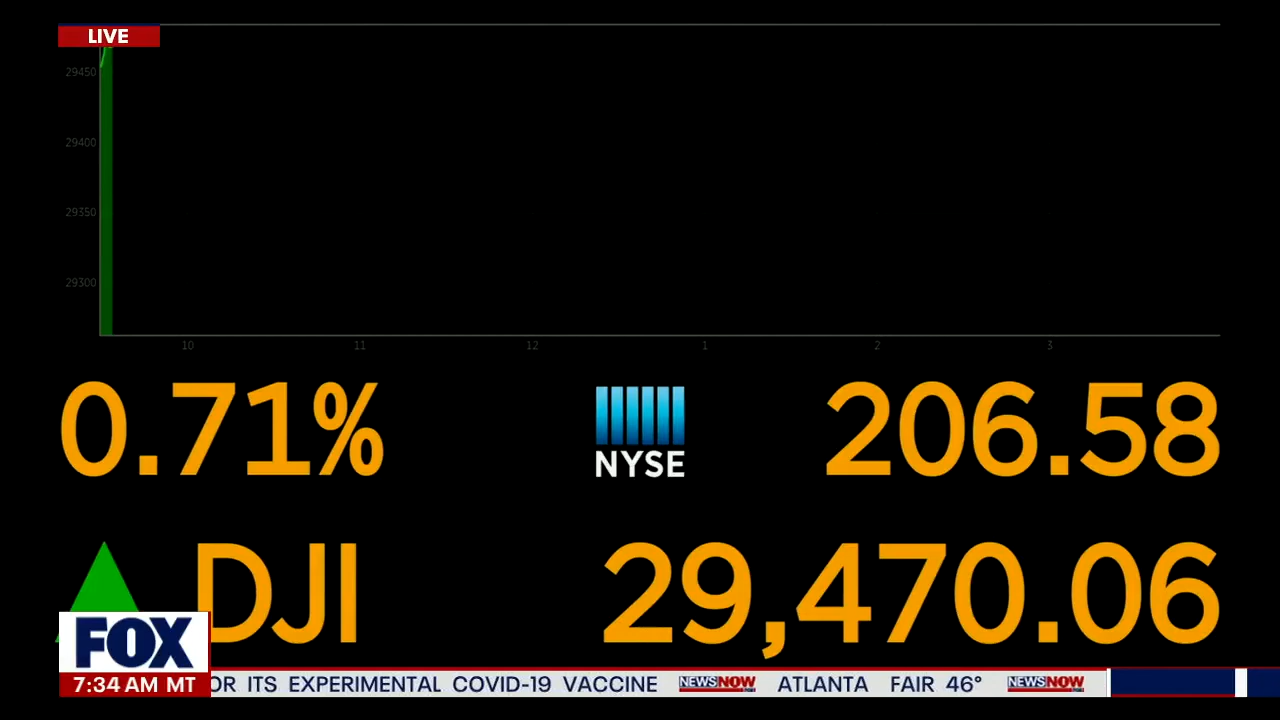 LIVE
29450
29400
29350
29300
10 11 12 1 2 3
0.71% NYSE 206.58
DJI 29,470.06
FOX
7:34 AM MT OR ITS EXPERIMENTAL COVID-19 VACCINE NEWSNOW ATLANTA FAIR 46° NEWSNOW